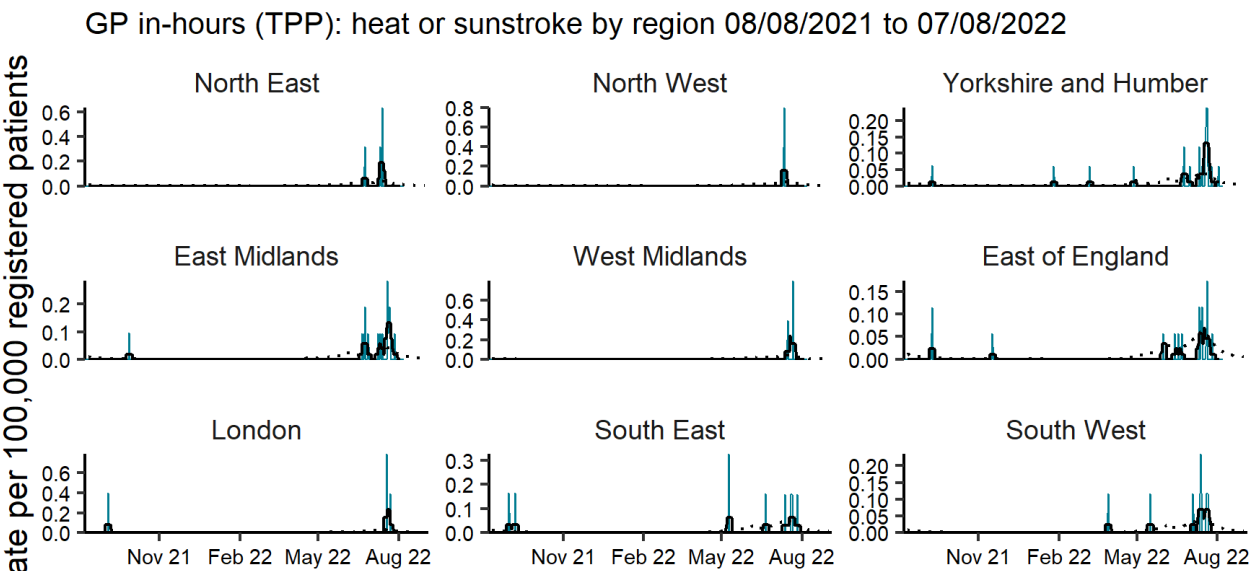 GP in-hours (TPP): heat or sunstroke by region 08/08/2021 to 07/08/2022
per 100,000 registered patients
North East
0.6
0.4
0.2
0.0
North West
0.8
0.6
0.4
0.2
0.0
Yorkshire and Humber
0.20
0.15
0.10
0.05
0.00
East Midlands
0.2
0.1
0.0
West Midlands
0.6
0.4
0.2
0.0
East of England
0.15
0.10
0.05
0.00
London
0.6
0.4
0.2
0.0
South East
0.3
0.2
0.1
0.0
South West
0.20
0.15
0.10
0.05
0.00
Nov 21 Feb 22 May 22 Aug 22
Nov 21 Feb 22 May 22 Aug 22
Nov 21 Feb 22 May 22 Aug 22